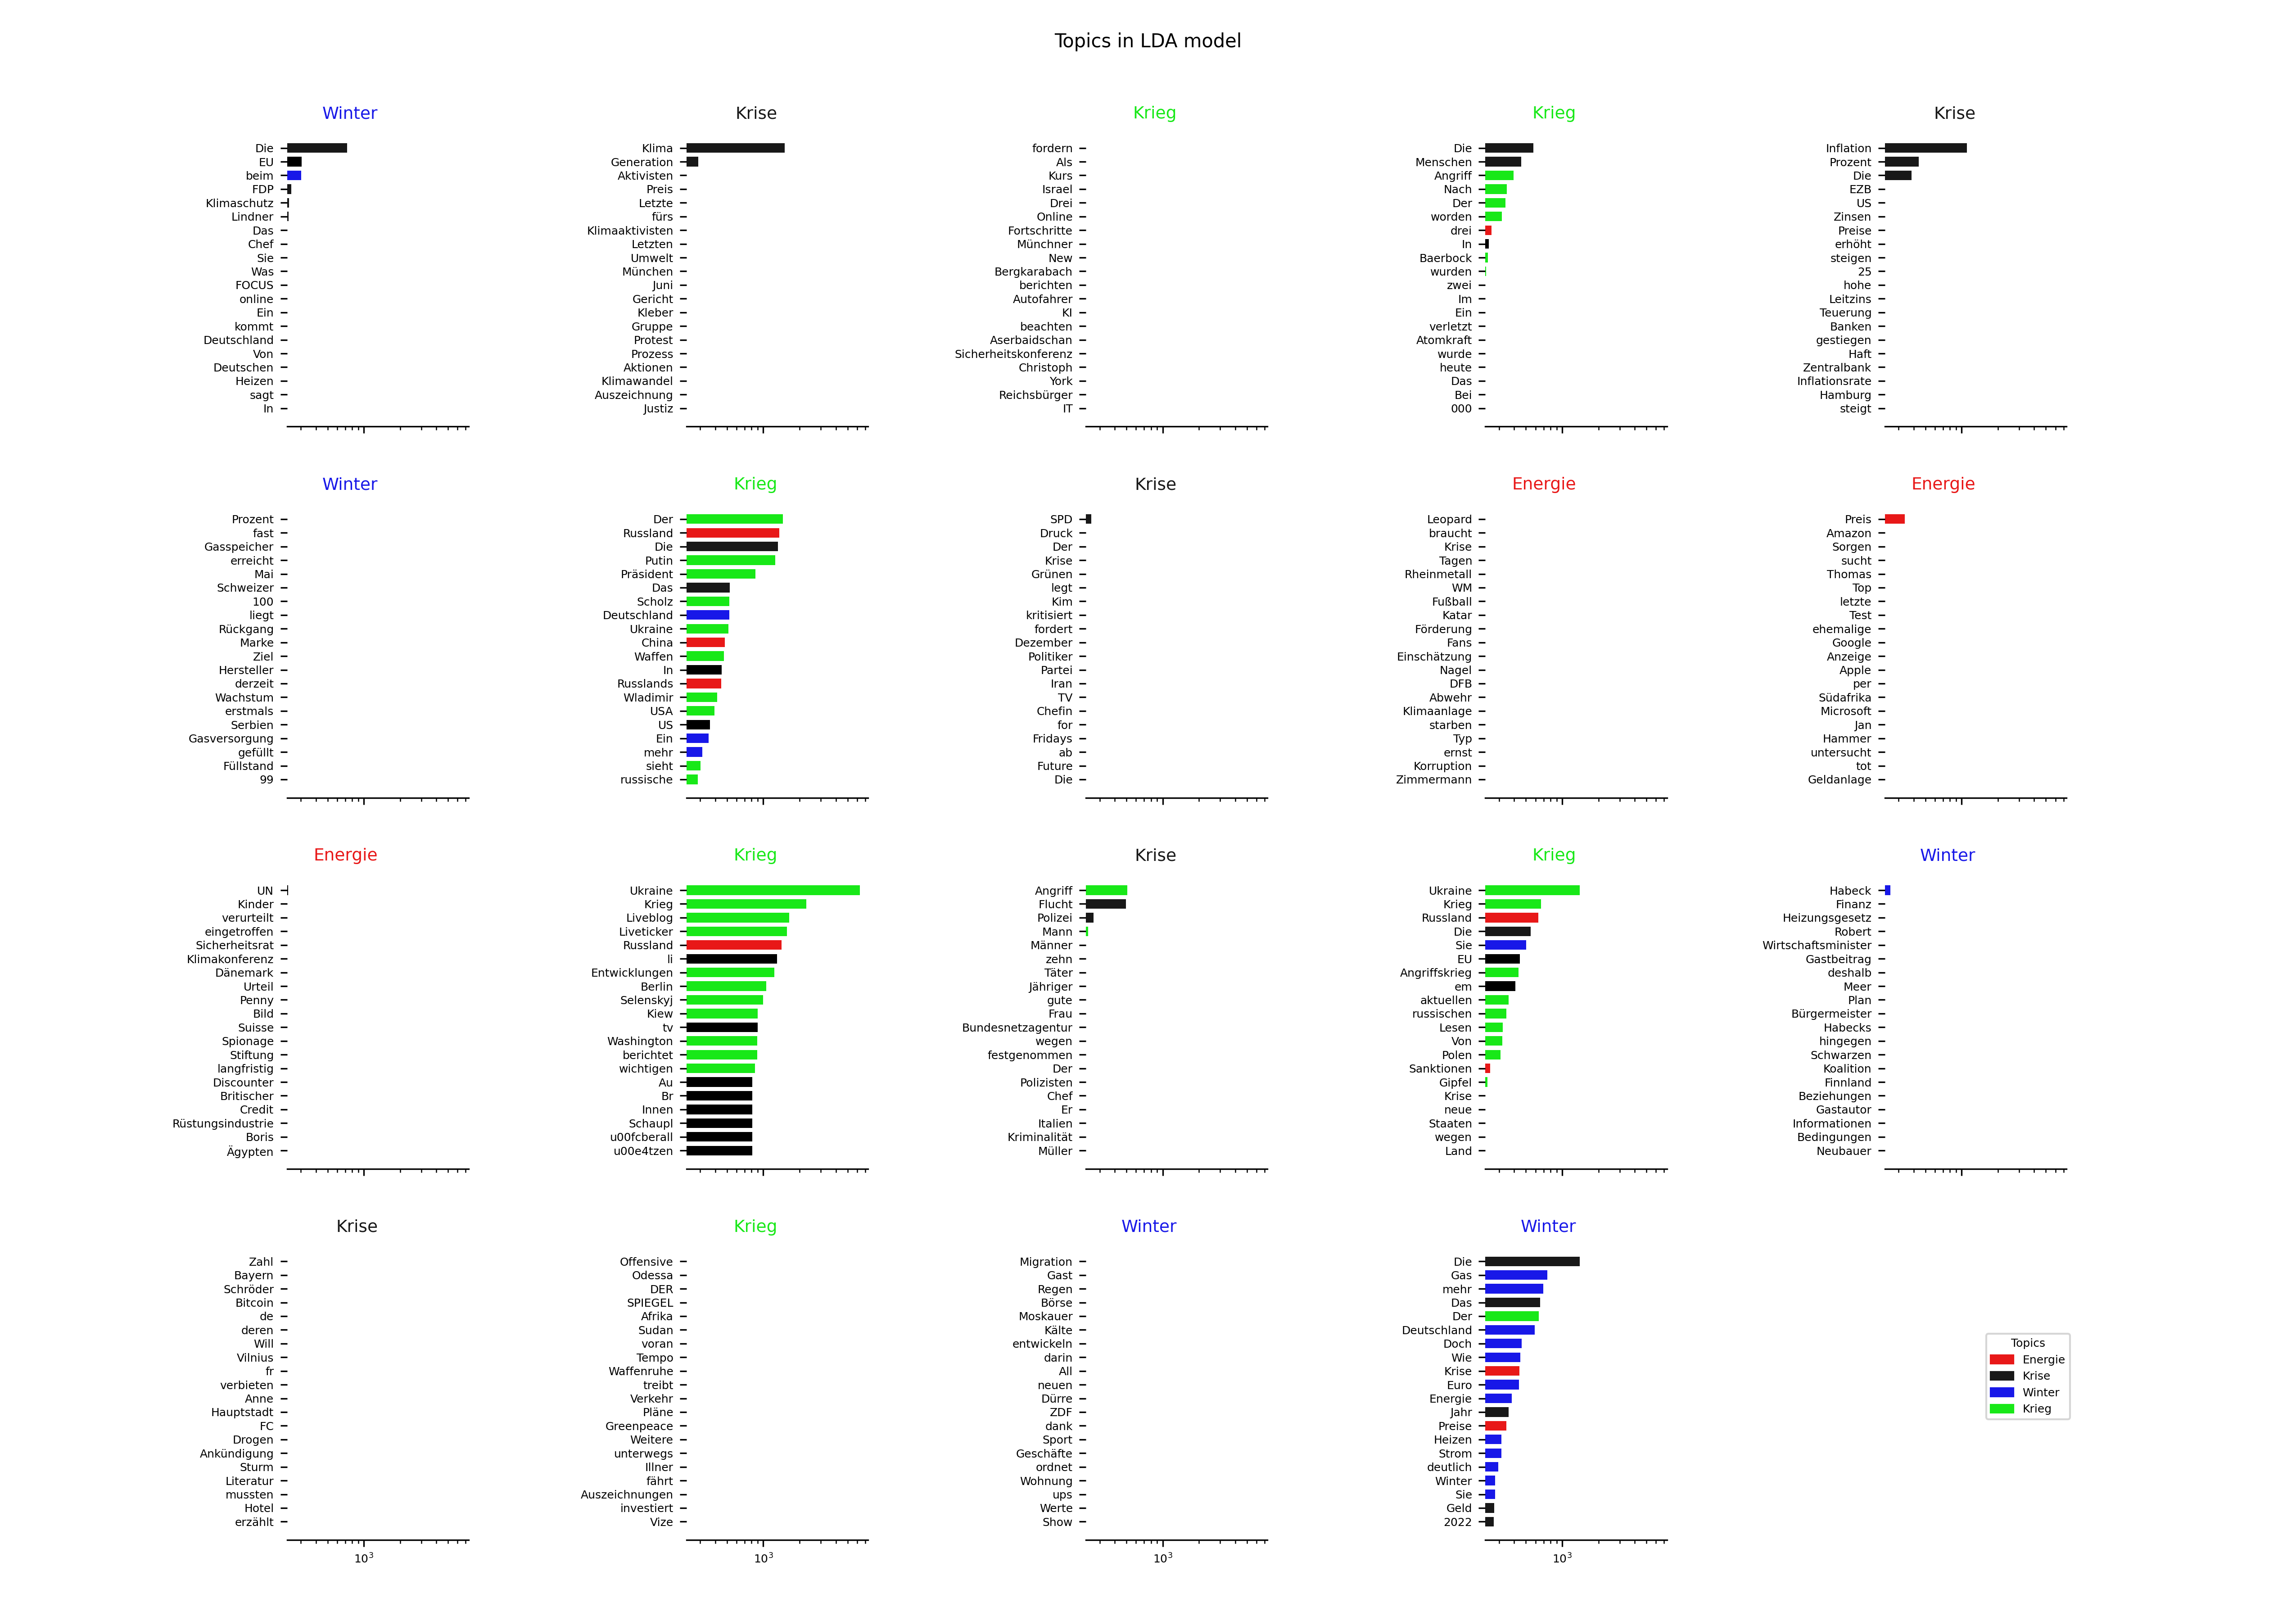 Topics in LDA model
Winter
Die
EU
beim
FDP
Klimaschutz
Lindner
Das
Chef
Sie
Was
FOCUS
online
Ein
kommt
Deutschland
Von
Deutschen
Heizen
sagt
In
Krise
Klima
Generation
Aktivisten
Preis
Letzte
fürs
Klimaaktivisten
Letzten
Umwelt
München
Juni
Gericht
Kleber
Gruppe
Protest
Prozess
Aktionen
Klimawandel
Auszeichnung
Justiz
Krieg
fordern
Als
Kurs
Israel
Drei
Online
Fortschritte
Münchner
New
Bergkarabach
berichten
Autofahrer
KI
beachten
Aserbaidschan
Sicherheitskonferenz
Christoph
York
Reichsbürger
IT
Krieg
Die
Menschen
Angriff
Nach
Der
worden
drei
In
Baerbock
wurden
zwei
Im
Ein
verletzt
Atomkraft
wurde
heute
Das
Bei
000
Krise
Inflation
Prozent
Die
EZB
US
Zinsen
Preise
erhöht
steigen
25
hohe
Leitzins
Teuerung
Banken
gestiegen
Haft
Zentralbank
Inflationsrate
Hamburg
steigt
Winter
Prozent
fast
Gasspeicher
erreicht
Mai
Schweizer
100
liegt
Rückgang
Marke
Ziel
Hersteller
derzeit
Wachstum
erstmals
Serbien
Gasversorgung
gefüllt
Füllstand
99
Krieg
Der
Russland
Die
Putin
Präsident
Das
Scholz
Deutschland
Ukraine
China
Waffen
In
Russlands
Wladimir
USA
US
Ein
mehr
sieht
russische
Krise
SPD
Druck
Der
Krise
Grünen
legt
Kim
kritisiert
fordert
Dezember
Politiker
Partei
Iran
TV
Chefin
for
Fridays
ab
Future
Die
Energie
Leopard
braucht
Krise
Tagen
Rheinmetall
WM
Fußball
Katar
Förderung
Fans
Einschätzung
Nagel
DFB
Abwehr
Klimaanlage
starben
Typ
ernst
Korruption
Zimmermann
Energie
Preis
Amazon
Sorgen
sucht
Thomas
Top
letzte
Test
ehemalige
Google
Anzeige
Apple
per
Südafrika
Microsoft
Jan
Hammer
untersucht
tot
Geldanlage
Energie
UN
Kinder
verurteilt
eingetroffen
Sicherheitsrat
Klimakonferenz
Dänemark
Urteil
Penny
Bild
Suisse
Spionage
Stiftung
langfristig
Discounter
Britischer
Credit
Rüstungsindustrie
Boris
Ägypten
Krieg
Ukraine
Krieg
Liveblog
Liveticker
Russland
li
Entwicklungen
Berlin
Selenskyj
Kiew
tv
Washington
berichtet
wichtigen
Au
Br
Innen
Schaupl
u00fcberall
u00e4tzen
Krise
Angriff
Flucht
Polizei
Mann
Männer
zehn
Täter
Jähriger
gute
Frau
Bundesnetzagentur
wegen
festgenommen
Der
Polizisten
Chef
Er
Italien
Kriminalität
Müller
Krieg
Ukraine
Krieg
Russland
Die
Sie
EU
Angriffskrieg
em
aktuellen
russischen
Lesen
Von
Polen
Sanktionen
Gipfel
Krise
neue
Staaten
wegen
Land
Winter
Habeck
Finanz
Heizungsgesetz
Robert
Wirtschaftsminister
Gastbeitrag
deshalb
Meer
Plan
Bürgermeister
Habecks
hingegen
Schwarzen
Koalition
Finnland
Beziehungen
Gastautor
Informationen
Bedingungen
Neubauer
Krise
Zahl
Bayern
Schröder
Bitcoin
de
deren
Will
Vilnius
fr
verbieten
Anne
Hauptstadt
FC
Drogen
Ankündigung
Sturm
Literatur
mussten
Hotel
erzählt
10³
Krieg
Offensive
Odessa
DER
SPIEGEL
Afrika
Sudan
voran
Tempo
Waffenruhe
treibt
Verkehr
Pläne
Greenpeace
Weitere
unterwegs
Illner
fährt
Auszeichnungen
investiert
Vize
10³
Winter
Migration
Gast
Regen
Börse
Moskauer
Kälte
entwickeln
darin
All
neuen
Dürre
ZDF
dank
Sport
Geschäfte
ordnet
Wohnung
ups
Werte
Show
10³
Winter
Die
Gas
mehr
Das
Der
Deutschland
Doch
Wie
Krise
Euro
Energie
Jahr
Preise
Heizen
Strom
deutlich
Winter
Sie
Geld
2022
10³
Topics
Energie
Krise
Winter
Krieg